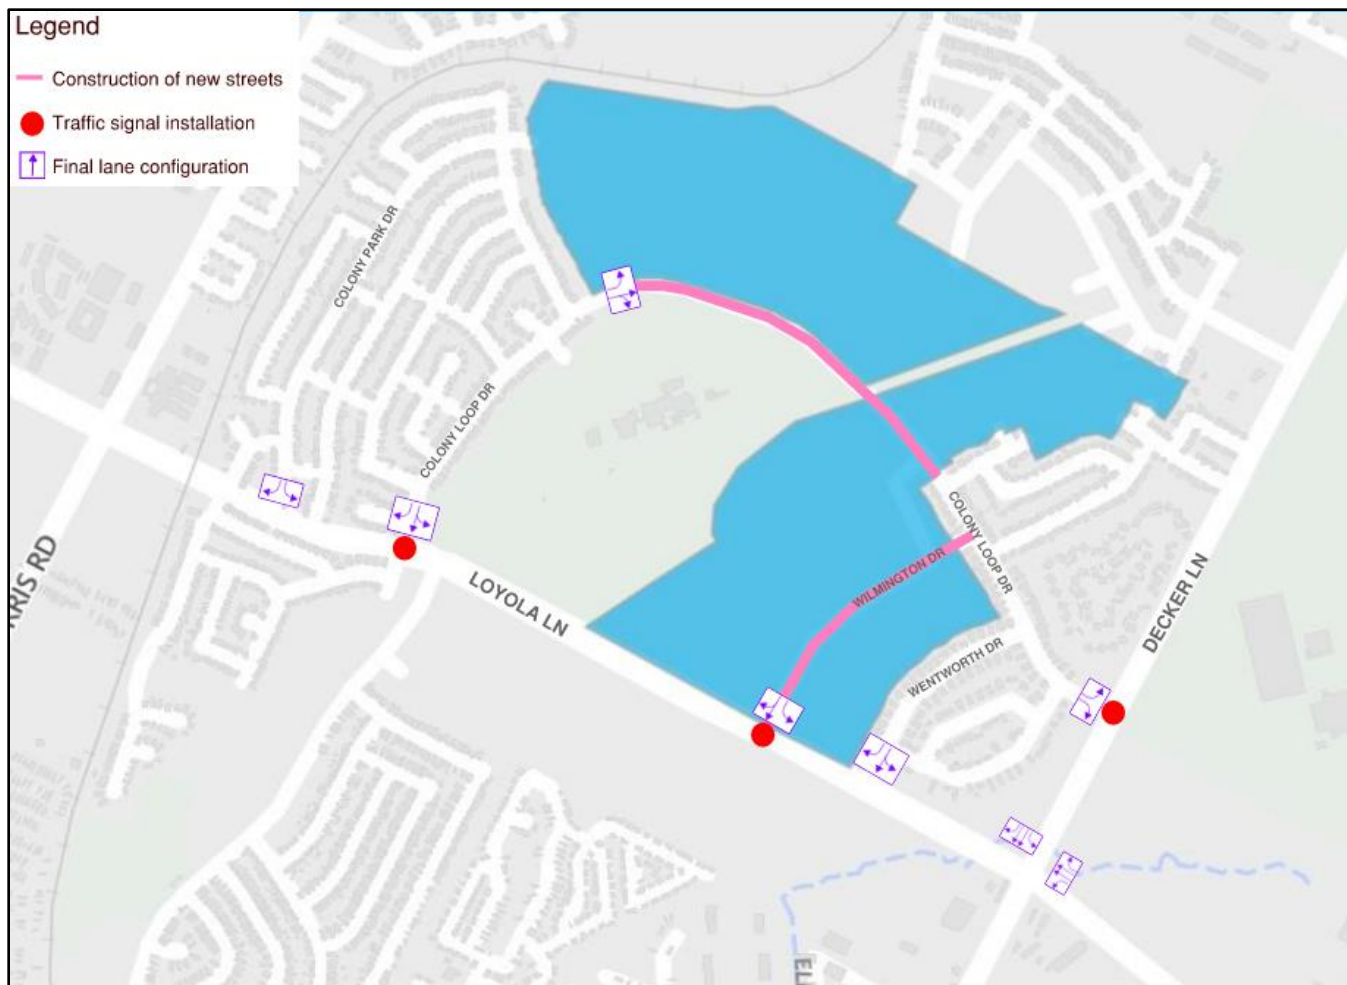 Legend
Construction of new streets
Traffic signal installation
Final lane configuration
COLONY PARK DR
COLONY LOOP DR
RRIS RD
LOYOLA LN
COLONY LOOP DR
WILMINGTON DR
WENTWORTH DR
DECKER LN